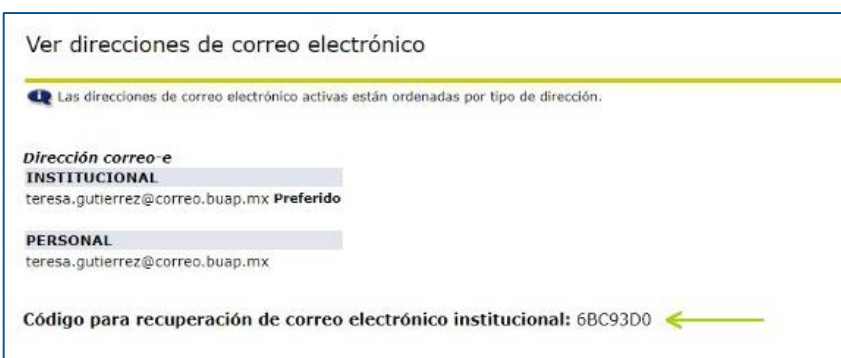 Ver direcciones de correo electrónico
Las direcciones de correo electrónico activas están ordenadas por tipo de dirección.
Dirección correo-e
INSTITUCIONAL
teresa.gutierrez@correo.buap.mx Preferido
PERSONAL
teresa.gutierrez@correo.buap.mx
Código para recuperación de correo electrónico institucional: 6BC93D0